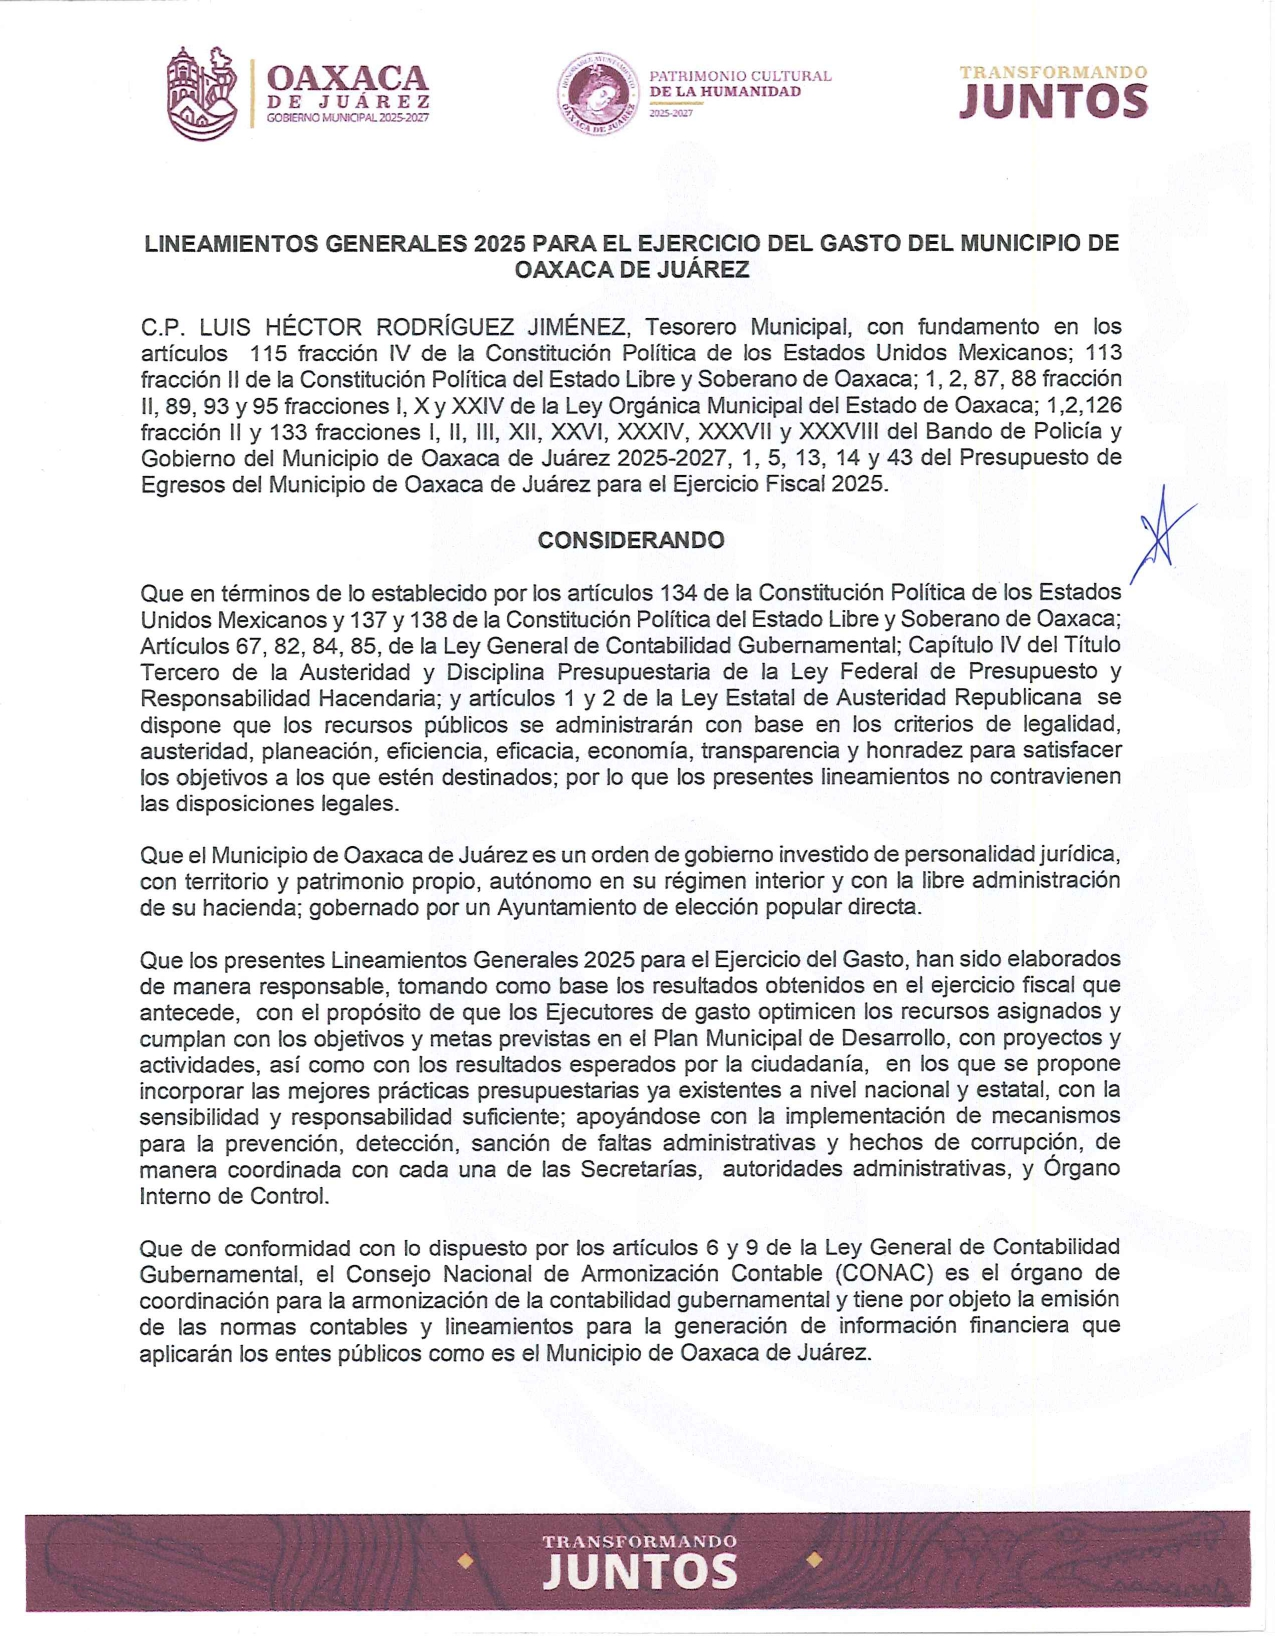 OAXACA
DE JUÁREZ
GOBIERNO MUNICIPAL 2025-2027
HONORABLE AYUNTAMIENTO
OAXACA DE JUÁREZ
PATRIMONIO CULTURAL
DE LA HUMANIDAD
2025-2027
TRANSFORMANDO
JUNTOS
LINEAMIENTOS GENERALES 2025 PARA EL EJERCICIO DEL GASTO DEL MUNICIPIO DE
OAXACA DE JUÁREZ
C.P. LUIS HÉCTOR RODRÍGUEZ JIMÉNEZ, Tesorero Municipal, con fundamento en los
artículos 115 fracción IV de la Constitución Política de los Estados Unidos Mexicanos; 113
fracción II de la Constitución Política del Estado Libre y Soberano de Oaxaca; 1, 2, 87, 88 fracción
II, 89, 93 y 95 fracciones I, X y XXIV de la Ley Orgánica Municipal del Estado de Oaxaca; 1,2,126
fracción II y 133 fracciones I, II, III, XII, XXVI, XXXIV, XXXVII y XXXVIII del Bando de Policía y
Gobierno del Municipio de Oaxaca de Juárez 2025-2027, 1, 5, 13, 14 y 43 del Presupuesto de
Egresos del Municipio de Oaxaca de Juárez para el Ejercicio Fiscal 2025.
CONSIDERANDO
Que en términos de lo establecido por los artículos 134 de la Constitución Política de los Estados
Unidos Mexicanos y 137 y 138 de la Constitución Política del Estado Libre y Soberano de Oaxaca;
Artículos 67, 82, 84, 85, de la Ley General de Contabilidad Gubernamental; Capítulo IV del Título
Tercero de la Austeridad y Disciplina Presupuestaria de la Ley Federal de Presupuesto y
Responsabilidad Hacendaria; y artículos 1 y 2 de la Ley Estatal de Austeridad Republicana se
dispone que los recursos públicos se administrarán con base en los criterios de legalidad,
austeridad, planeación, eficiencia, eficacia, economía, transparencia y honradez para satisfacer
los objetivos a los que estén destinados; por lo que los presentes lineamientos no contravienen
las disposiciones legales.
Que el Municipio de Oaxaca de Juárez es un orden de gobierno investido de personalidad jurídica,
con territorio y patrimonio propio, autónomo en su régimen interior y con la libre administración
de su hacienda; gobernado por un Ayuntamiento de elección popular directa.
Que los presentes Lineamientos Generales 2025 para el Ejercicio del Gasto, han sido elaborados
de manera responsable, tomando como base los resultados obtenidos en el ejercicio fiscal que
antecede, con el propósito de que los Ejecutores de gasto optimicen los recursos asignados y
cumplan con los objetivos y metas previstas en el Plan Municipal de Desarrollo, con proyectos y
actividades, así como con los resultados esperados por la ciudadanía, en los que se propone
incorporar las mejores prácticas presupuestarias ya existentes a nivel nacional y estatal, con la
sensibilidad y responsabilidad suficiente; apoyándose con la implementación de mecanismos
para la prevención, detección, sanción de faltas administrativas y hechos de corrupción, de
manera coordinada con cada una de las Secretarías, autoridades administrativas, y Órgano
Interno de Control.
Que de conformidad con lo dispuesto por los artículos 6 y 9 de la Ley General de Contabilidad
Gubernamental, el Consejo Nacional de Armonización Contable (CONAC) es el órgano de
coordinación para la armonización de la contabilidad gubernamental y tiene por objeto la emisión
de las normas contables y lineamientos para la generación de información financiera que
aplicarán los entes públicos como es el Municipio de Oaxaca de Juárez.
TRANSFORMANDO
JUNTOS